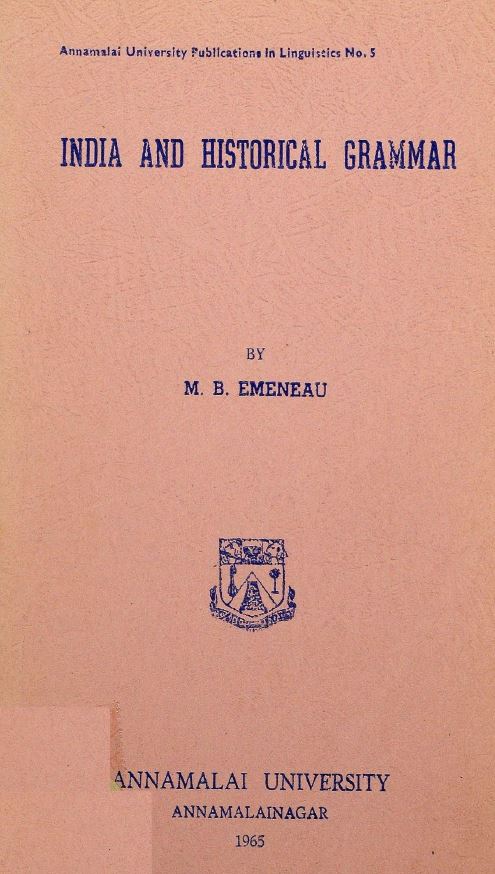 Annamalai University Publications in Linguistics No. 5
INDIA AND HISTORICAL GRAMMAR
BY
M. B. EMENEAU
ANNAMALAI UNIVERSITY
ANNAMALAINAGAR
1965